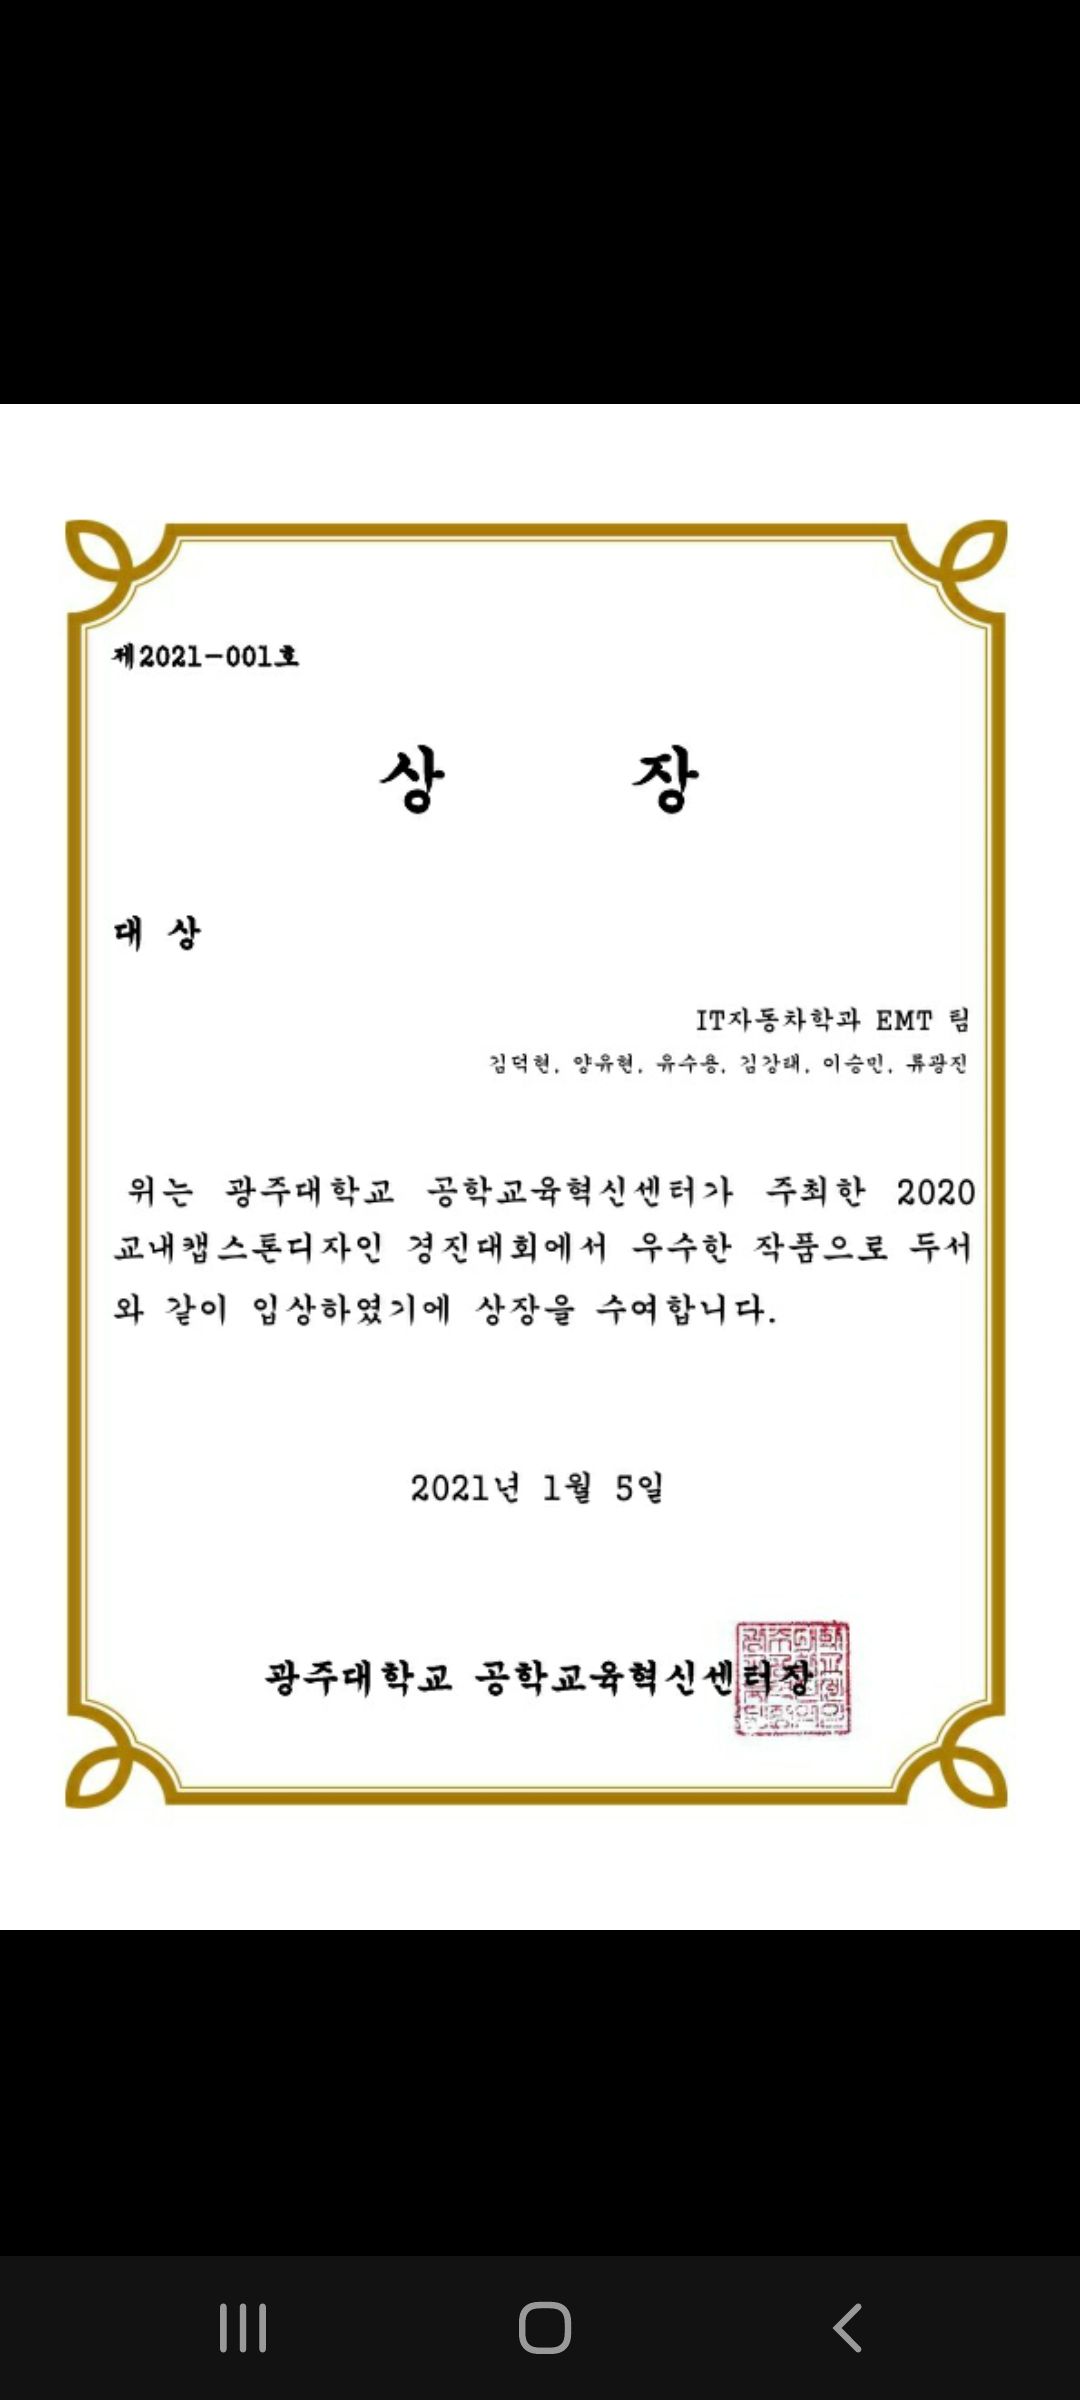 제2021-001호
상 장
대 상
IT자동차학과 EMT 팀
김덕현, 양유현, 유수용, 김강태, 이승민, 류광진
위는 광주대학교 공학교육혁신센터가 주최한 2020
교내캡스톤디자인 경진대회에서 우수한 작품으로 두서
와 같이 입상하였기에 상장을 수여합니다.
2021년 1월 5일
광주대학교 공학교육혁신센터장